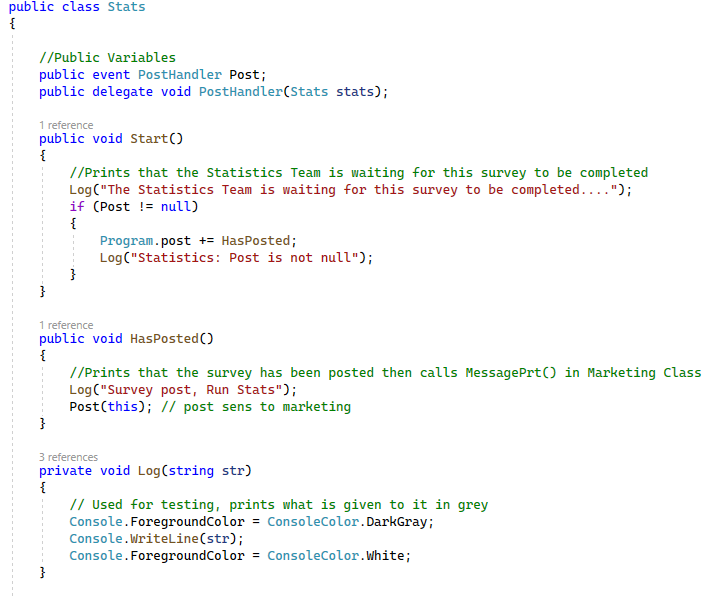 public class Stats
{
//Public Variables
public event PostHandler Post;
public delegate void PostHandler(Stats stats);
1 reference
public void Start()
{
//Prints that the Statistics Team is waiting for this survey to be completed
Log("The Statistics Team is waiting for this survey to be completed....");
if (Post != null)
{
Program.post += HasPosted;
Log("Statistics: Post is not null");
}
}
1 reference
public void HasPosted()
{
//Prints that the survey has been posted then calls MessagePrt() in Marketing Class
Log("Survey post, Run Stats");
Post(this); // post sens to marketing
}
3 references
private void Log(string str)
{
// Used for testing, prints what is given to it in grey
Console.ForegroundColor = ConsoleColor.DarkGray;
Console.WriteLine(str);
Console.ForegroundColor = ConsoleColor.White;
}